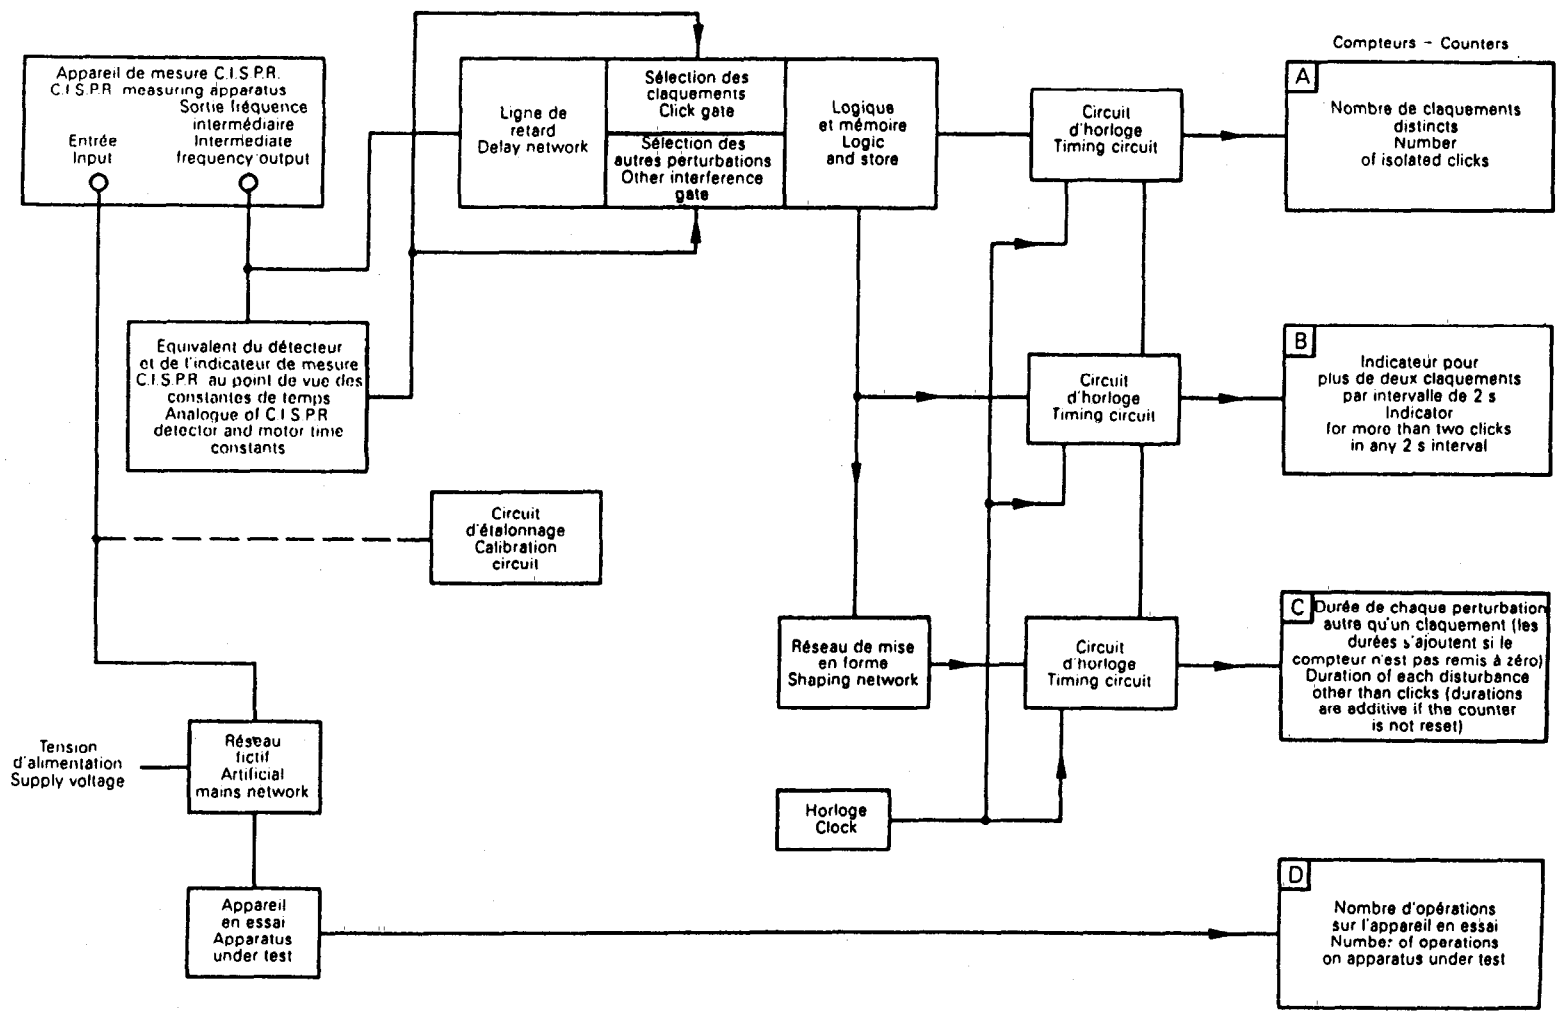 Compteurs - Counters
Appareil de mesure C.I.S.P.R.
C.I.S.P.R. measuring apparatus
Sortie fréquence
intermédiaire
Intermediate
frequency output
Entrée
Input
Ligne de
retard
Delay network
Sélection des
claquements
Click gate
Sélection des
autres perturbations
Other interference
gate
Logique
et mémoire
Logic
and store
Circuit
d'horloge
Timing circuit
A
Nombre de claquements
distincts
Number
of isolated clicks
Equivalent du détecteur
et de l'indicateur de mesure
C.I.S.P.R. au point de vue des
constantes de temps
Analogue of C.I.S.P.R.
detector and motor time
constants
Circuit
d'horloge
Timing circuit
B
Indicateur pour
plus de deux claquements
par intervalle de 2 s
Indicator
for more than two clicks
in any 2 s interval
Circuit
d'étalonnage
Calibration
circuit
Réseau de mise
en forme
Shaping network
Circuit
d'horloge
Timing circuit
C
Durée de chaque perturbation
autre qu'un claquement (les
durées s'ajoutent si le
compteur n'est pas remis à zéro)
Duration of each disturbance
other than clicks (durations
are additive if the counter
is not reset)
Tension
d'alimentation
Supply voltage
Réseau
fictif
Artificial
mains network
Horloge
Clock
Appareil
en essai
Apparatus
under test
D
Nombre d'opérations
sur l'appareil en essai
Number of operations
on apparatus under test